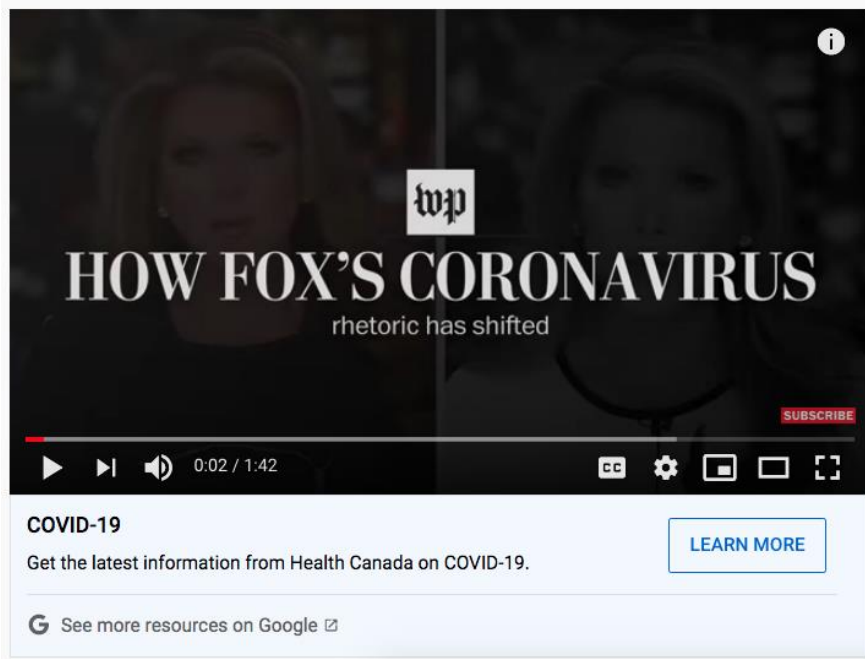 i
wp
HOW FOX'S CORONAVIRUS
rhetoric has shifted
SUBSCRIBE
0:02 / 1:42
CC
COVID-19
Get the latest information from Health Canada on COVID-19.
LEARN MORE
G See more resources on Google